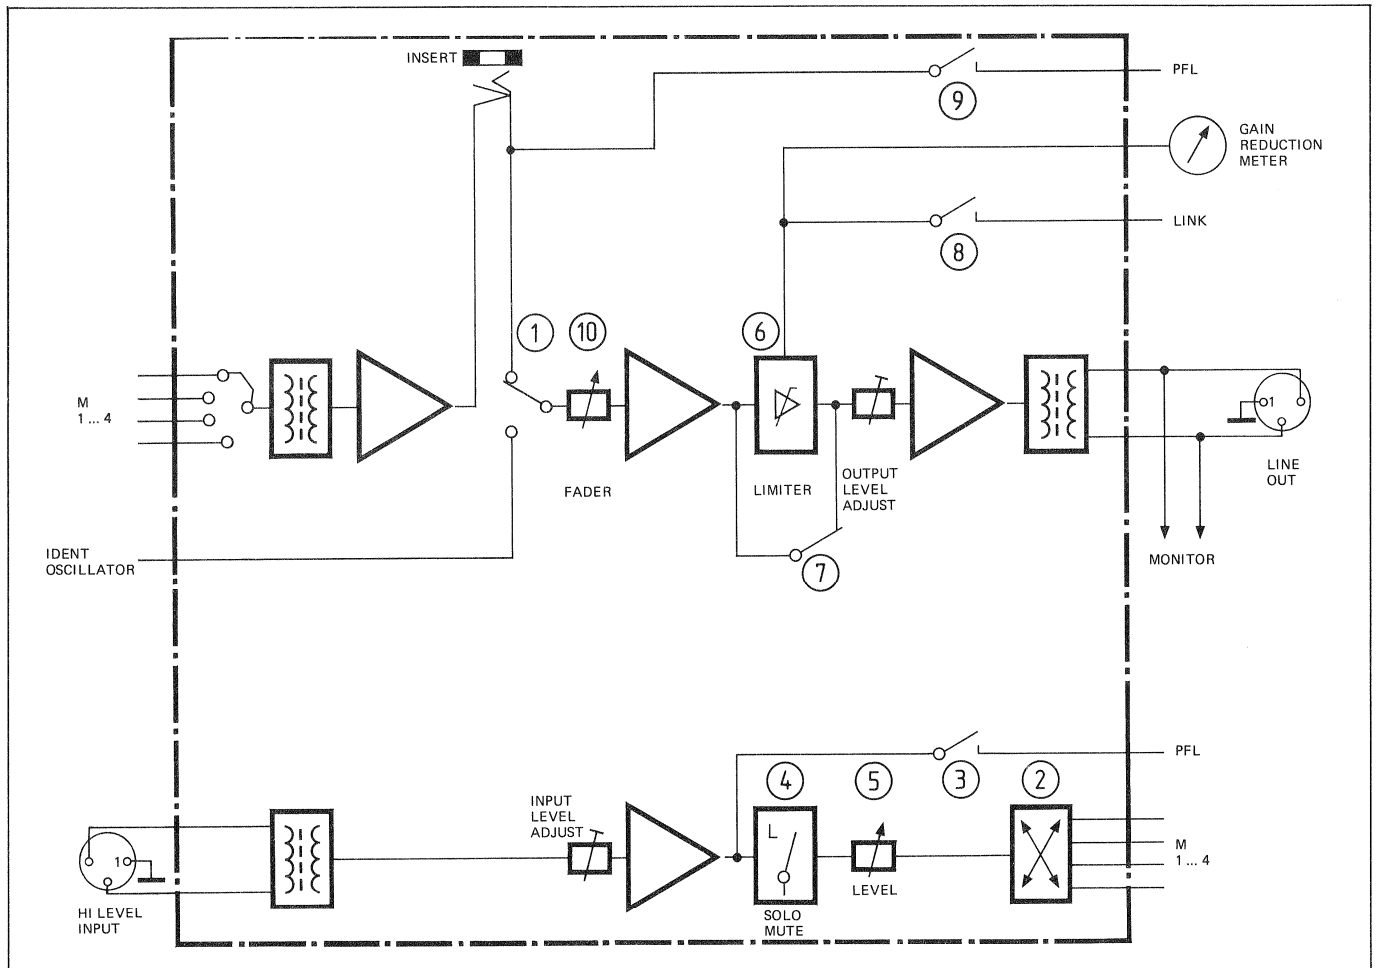 INSERT
PFL
9
GAIN
REDUCTION
METER
LINK
8
1
10
6
M
1 ... 4
1
OUTPUT
LEVEL
ADJUST
FADER
LIMITER
LINE
OUT
IDENT
OSCILLATOR
7
MONITOR
PFL
4
5
3
2
INPUT
LEVEL
ADJUST
L
1
M
1 ... 4
LEVEL
HI LEVEL
INPUT
SOLO
MUTE